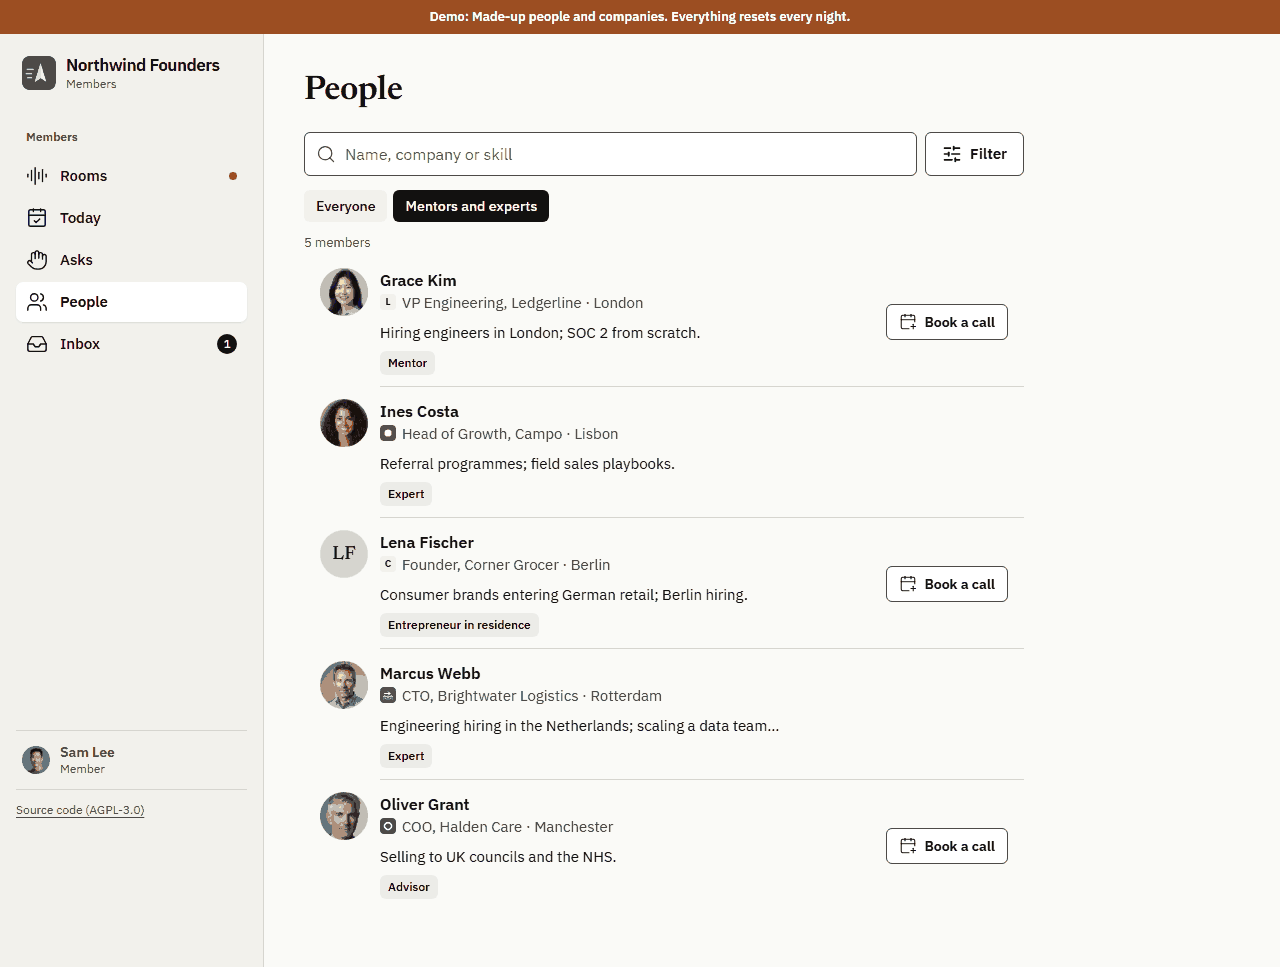 Demo: Made-up people and companies. Everything resets every night.
Northwind Founders
Members
Members
Rooms
Today
Asks
People
Inbox
1
Sam Lee
Member
Source code (AGPL-3.0)
People
Name, company or skill
Filter
Everyone
Mentors and experts
5 members
Grace Kim
L VP Engineering, Ledgerline · London
Hiring engineers in London; SOC 2 from scratch.
Mentor
Book a call
Ines Costa
Head of Growth, Campo · Lisbon
Referral programmes; field sales playbooks.
Expert
LF
Lena Fischer
C Founder, Corner Grocer · Berlin
Consumer brands entering German retail; Berlin hiring.
Entrepreneur in residence
Book a call
Marcus Webb
CTO, Brightwater Logistics · Rotterdam
Engineering hiring in the Netherlands; scaling a data team...
Expert
Oliver Grant
COO, Halden Care · Manchester
Selling to UK councils and the NHS.
Advisor
Book a call